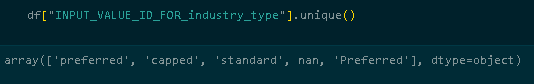 df["INPUT_VALUE_ID_FOR_industry_type"].unique()
array(['preferred', 'capped', 'standard', nan, 'Preferred'], dtype=object)